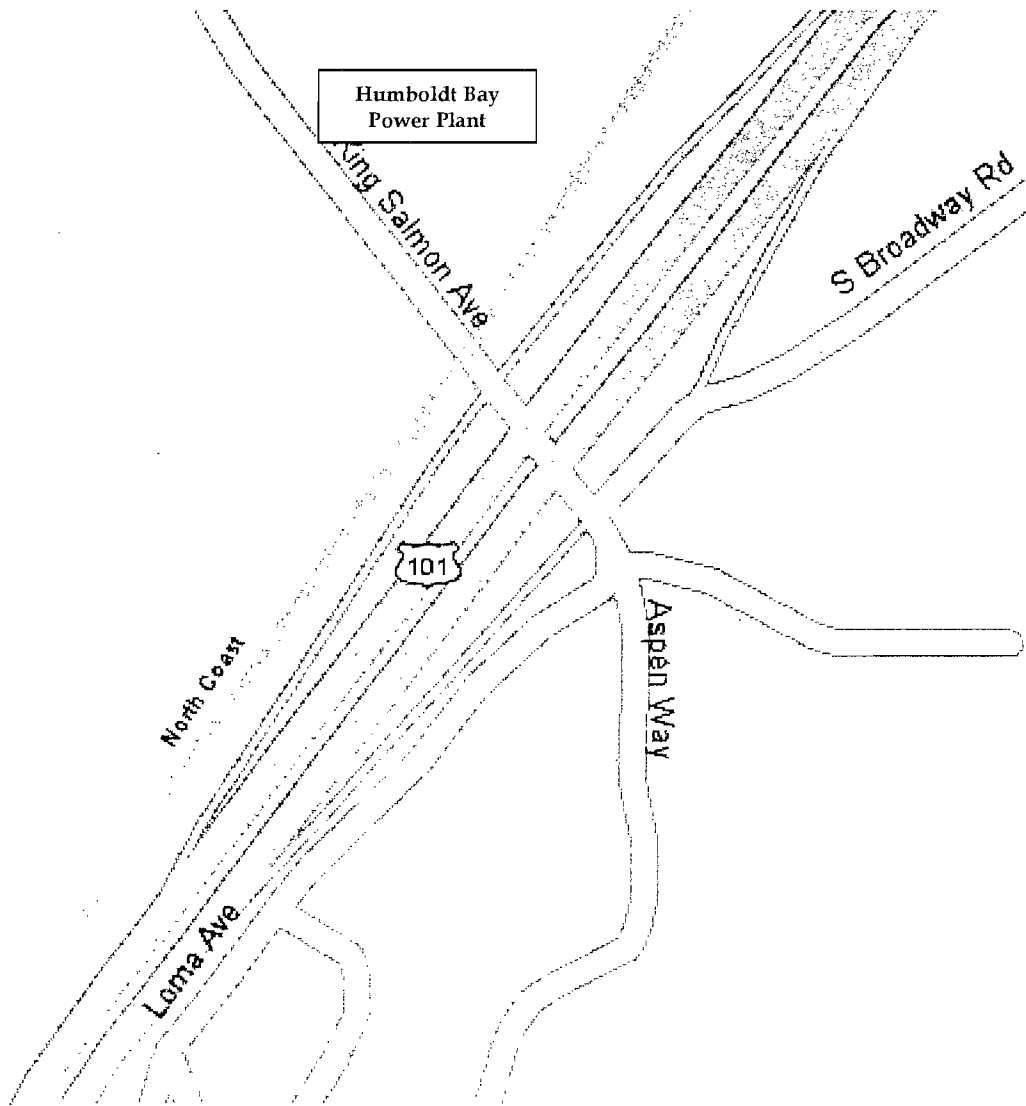 Humboldt Bay
Power Plant
King Salmon Ave
S Broadway Rd
101
Aspen Way
North Coast
Loma Ave